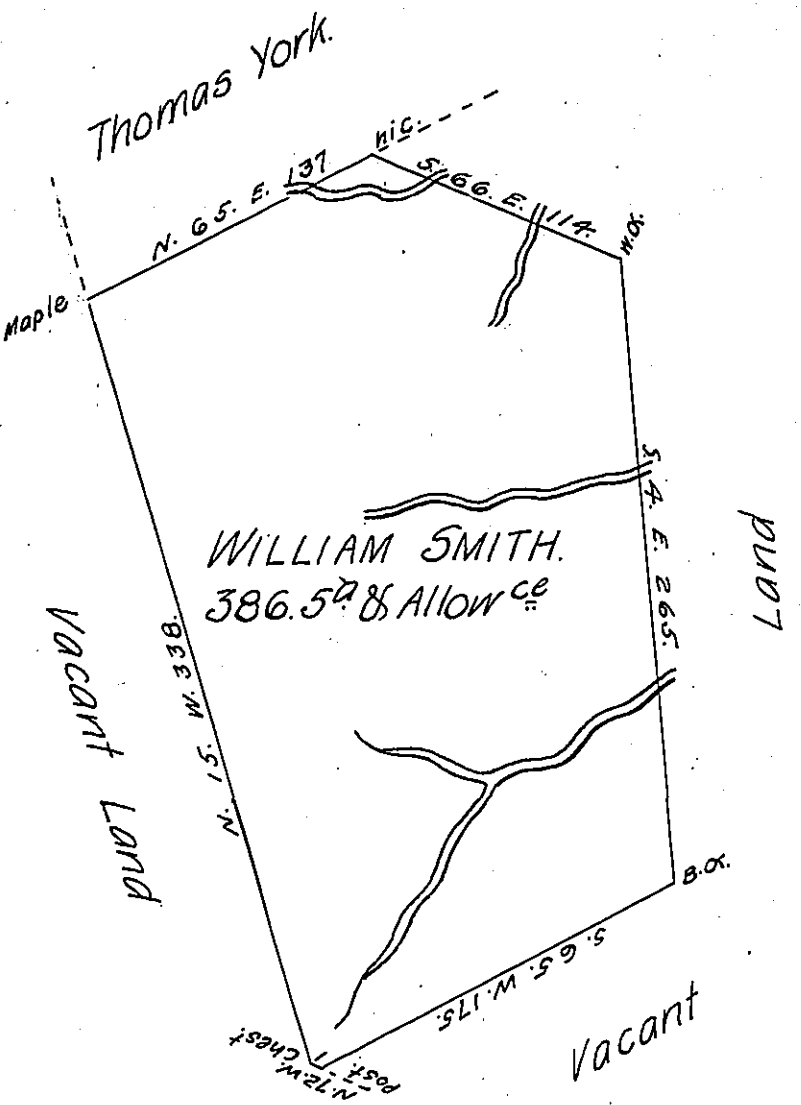 Thomas York.
hic.
N. 65. E. 137
S. 66. E. 114.
W.O.
Maple
S. 4. E. 265.
WILLIAM SMITH.
386.5a. & Allowce
Land
Vacant Land
N. 15. W. 338.
B.O.
S. 65. W. 175.
Chest
N. 72. W. 
Post.
Vacant